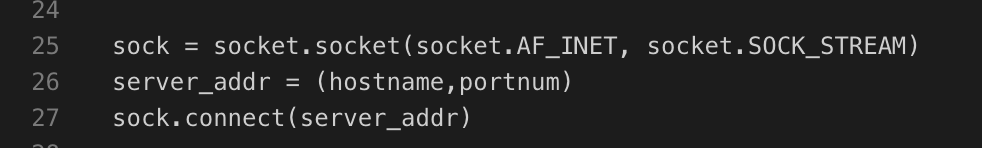 24
25 sock = socket.socket(socket.AF_INET, socket.SOCK_STREAM)
26 server_addr = (hostname,portnum)
27 sock.connect(server_addr)